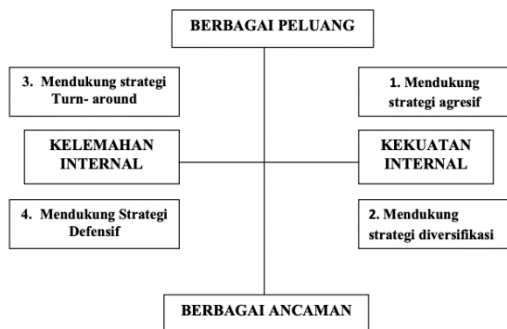 BERBAGAI PELUANG
3. Mendukung strategi
Turn- around
1. Mendukung
strategi agresif
KELEMAHAN
INTERNAL
KEKUATAN
INTERNAL
4. Mendukung Strategi
Defensif
2. Mendukung
strategi diversifikasi
BERBAGAI ANCAMAN